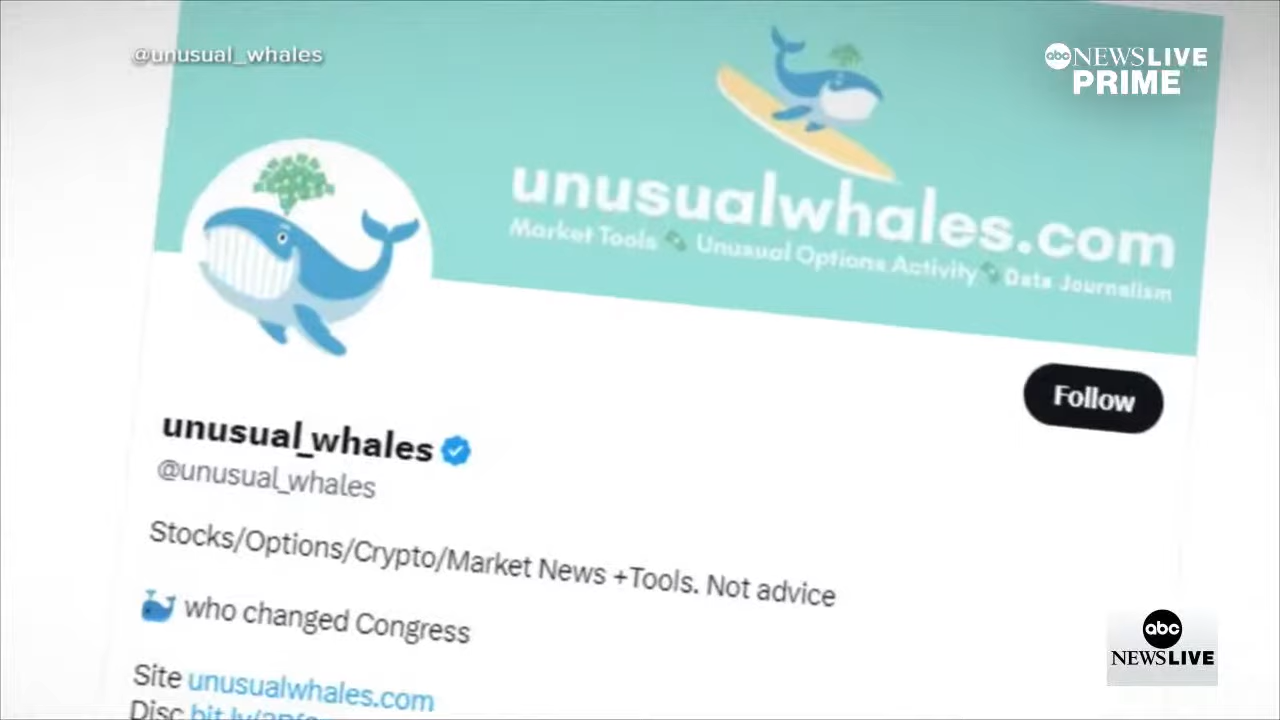 @unusual_whales
abc NEWS LIVE
PRIME
unusualwhales.com
Market Tools Unusual Options Activity Data Journalism
Follow
unusual_whales
@unusual_whales
Stocks/Options/Crypto/Market News +Tools. Not advice
who changed Congress
Site unusualwhales.com
Disc
abc
NEWS LIVE